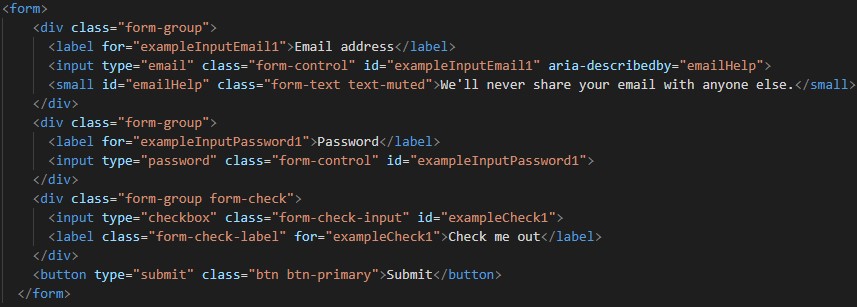 <form>
<div class="form-group">
<label for="exampleInputEmail1">Email address</label>
<input type="email" class="form-control" id="exampleInputEmail1" aria-describedby="emailHelp">
<small id="emailHelp" class="form-text text-muted">We'll never share your email with anyone else.</small>
</div>
<div class="form-group">
<label for="exampleInputPassword1">Password</label>
<input type="password" class="form-control" id="exampleInputPassword1">
</div>
<div class="form-group form-check">
<input type="checkbox" class="form-check-input" id="exampleCheck1">
<label class="form-check-label" for="exampleCheck1">Check me out</label>
</div>
<button type="submit" class="btn btn-primary">Submit</button>
</form>